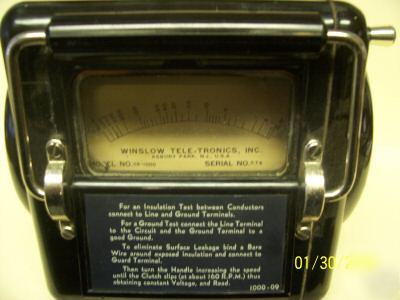 WINSLOW TELE-TRONICS, INC.
ASBURY PARK, N.J., U.S.A.
MODEL NO. SERIAL NO.
For an Insulation Test between Conductors
connect to Line and Ground Terminals.
For a Ground Test connect the Line Terminal
to the Circuit and the Ground Terminal to a
good Ground.
To eliminate Surface Leakage bind a Bare
Wire around exposed insulation and connect to
Guard Terminal.
Then turn the Handle increasing the speed
until the Clutch slips (at about 160 R.P.M.) thus
obtaining constant Voltage, and Read.
1000-09
01/30/